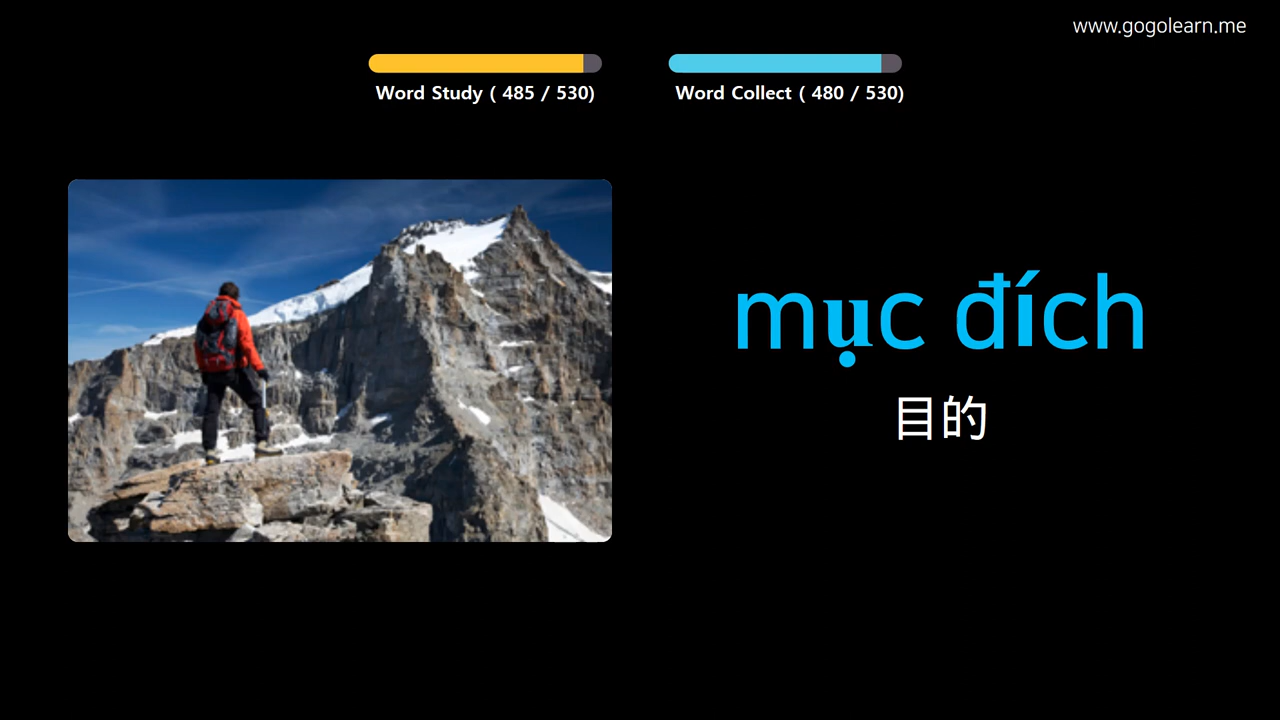 www.gogolearn.me
Word Study ( 485 / 530)
Word Collect ( 480 / 530)
mục đích
目的